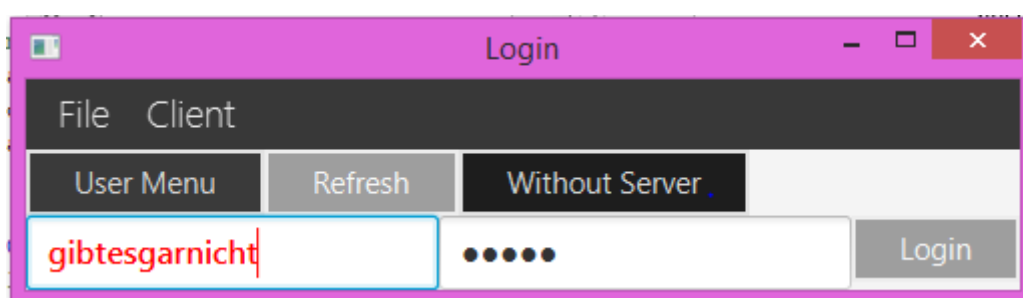 Login
File Client
User Menu Refresh Without Server
gibtesgarnicht ●●●●● Login